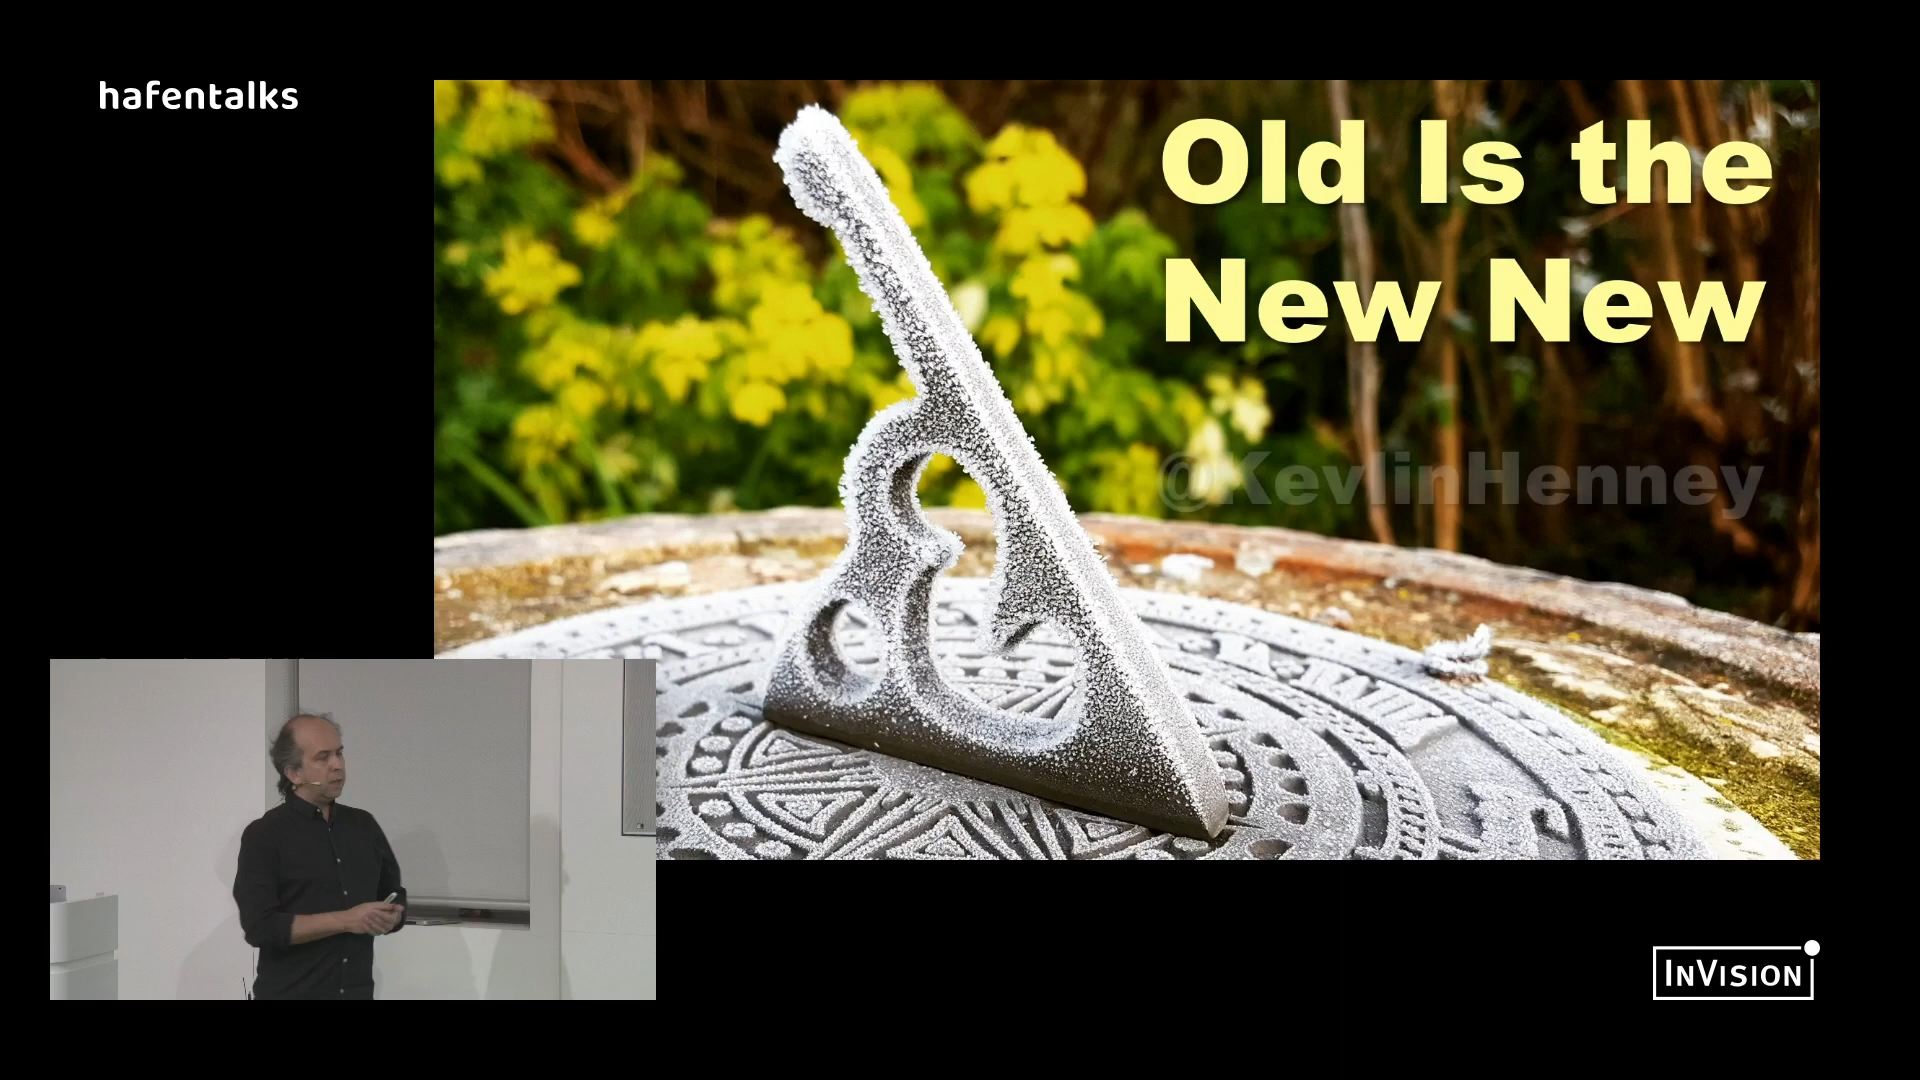 hafentalks
Old Is the
New New
@KevlinHenney
INVISION